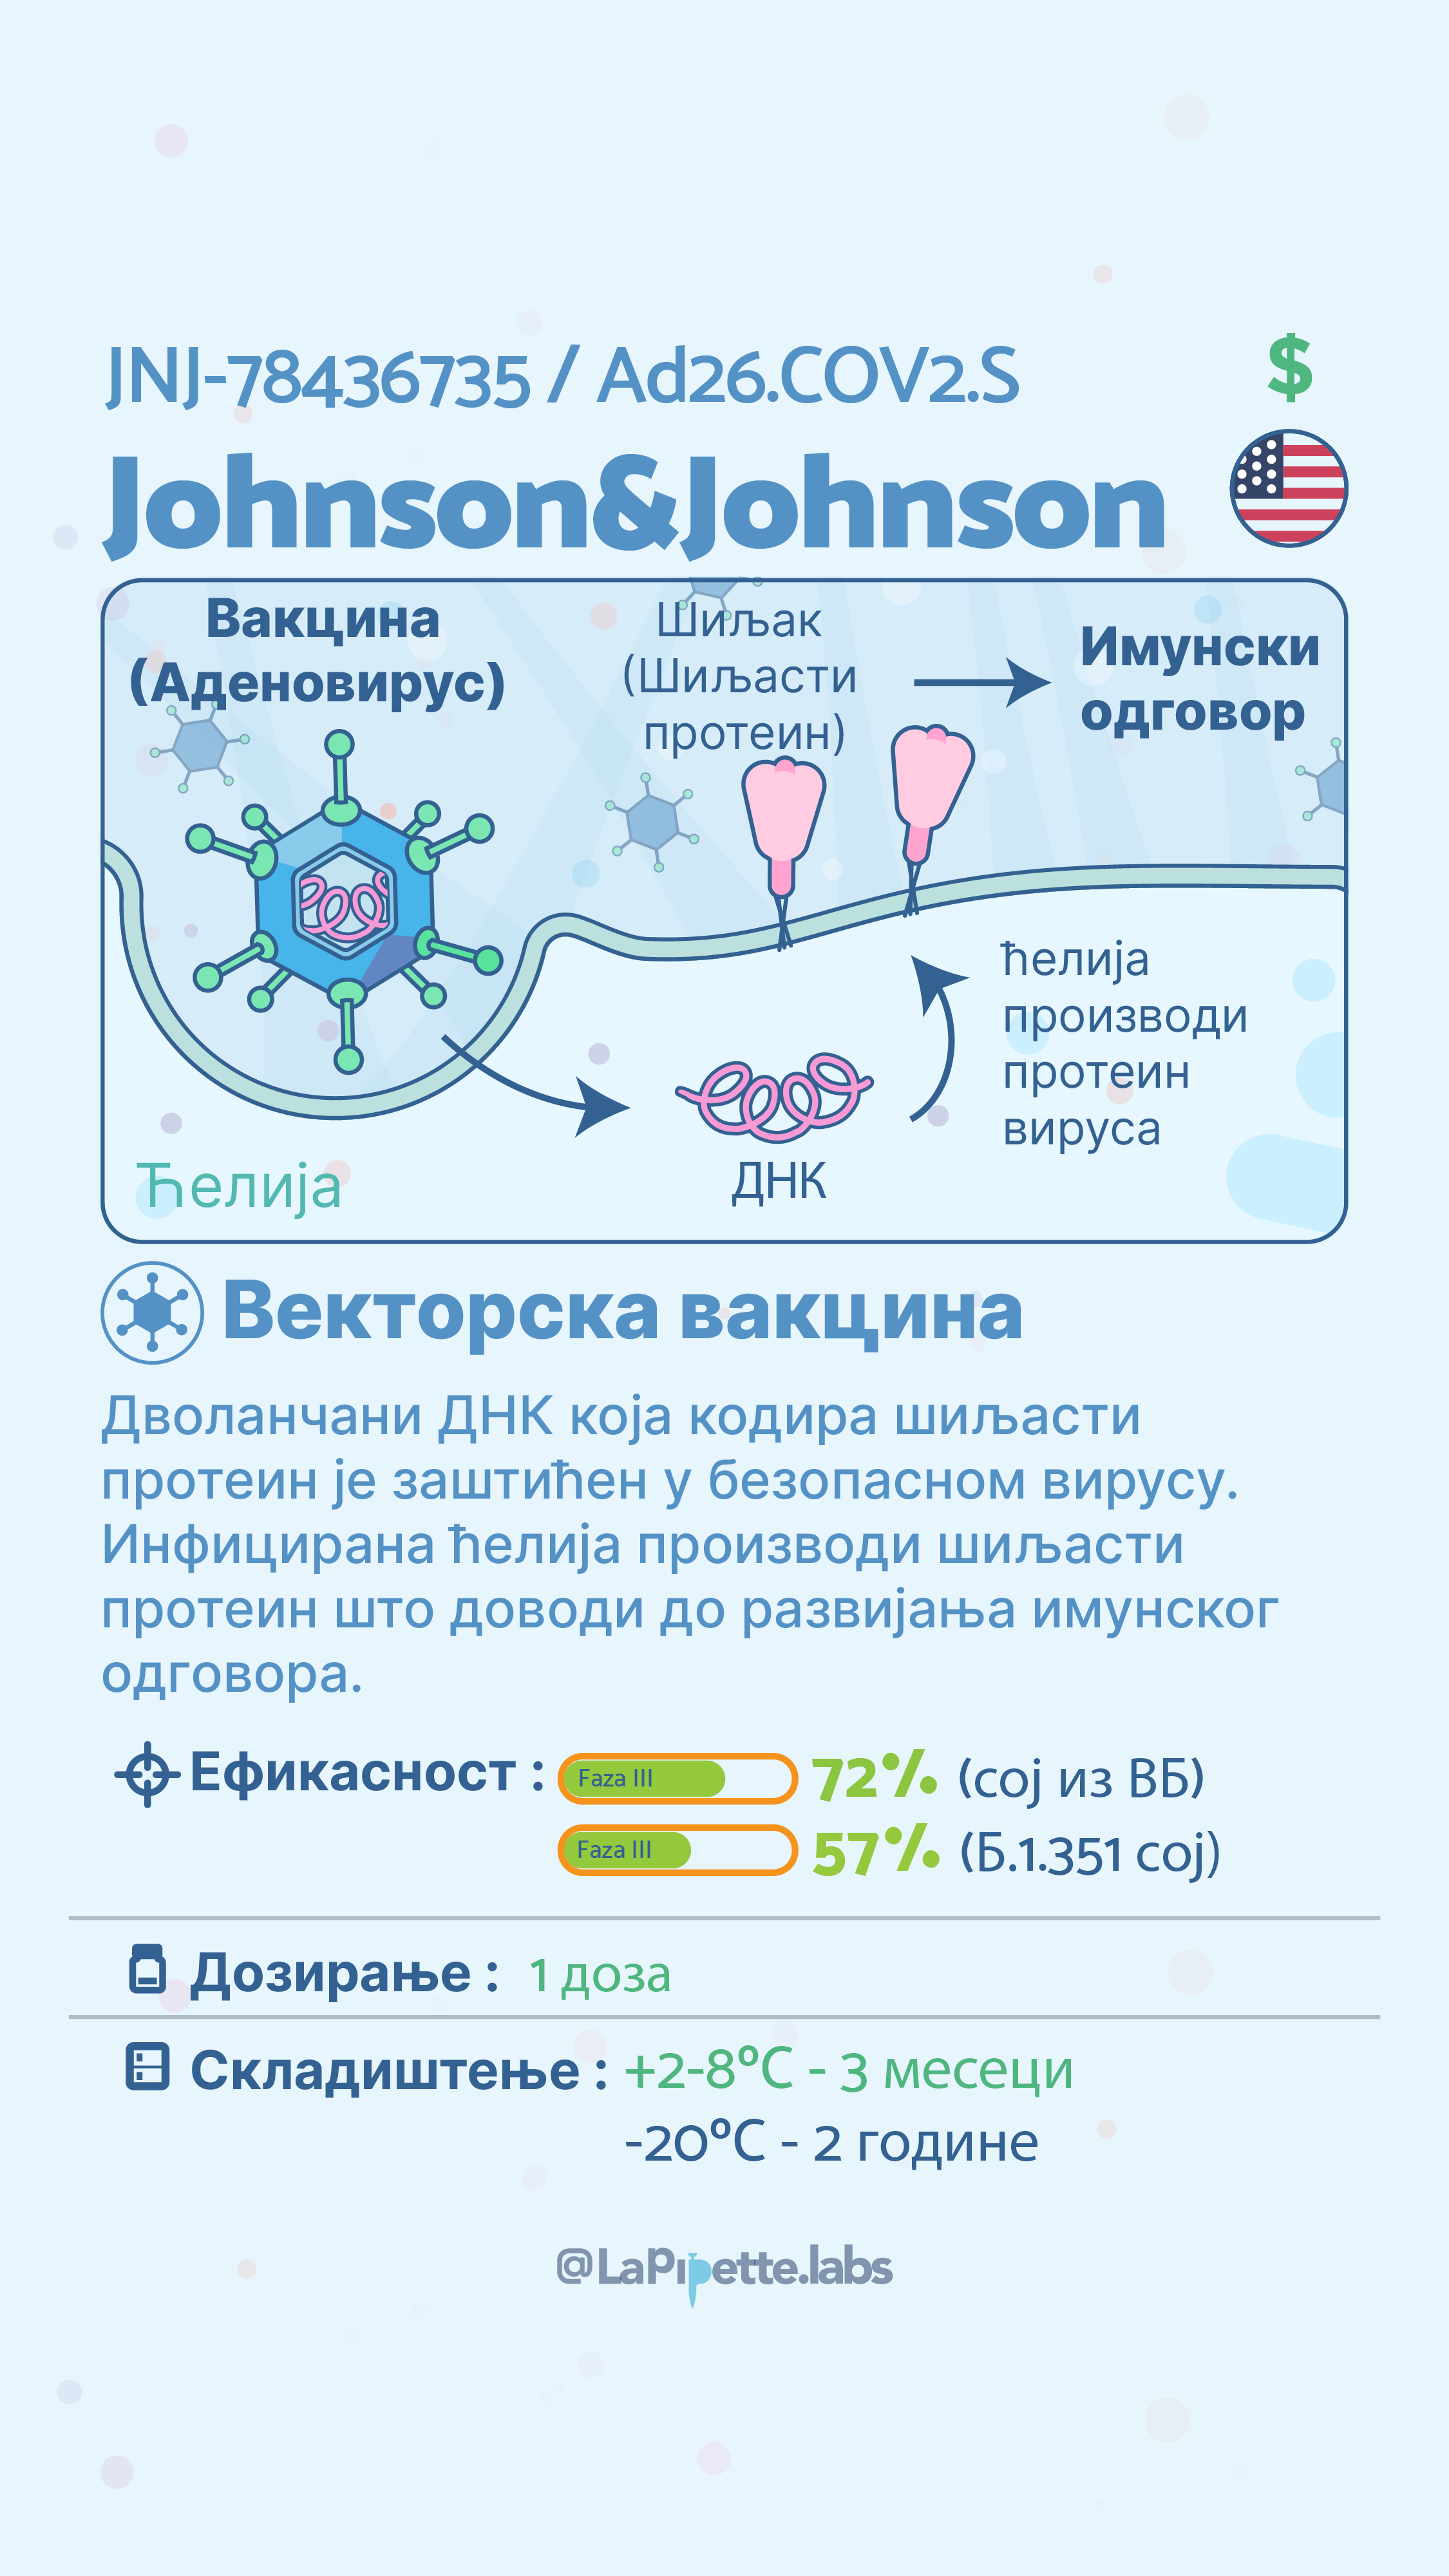 JNJ-78436735 / Ad26.COV2.S
$
Johnson&Johnson
Вакцина
(Аденовирус)
Шиљак
(Шиљасти
протеин)
Имунски
одговор
ћелија
производи
протеин
вируса
ДНК
Ћелија
Векторска вакцина
Дволанчани ДНК која кодира шиљасти
протеин је заштићен у безопасном вирусу.
Инфицирана ћелија производи шиљасти
протеин што доводи до развијања имунског
одговора.
Ефикасност : Faza III 72% (сој из ВБ)
Faza III 57% (Б.1.351 сој)
Дозирање : 1 доза
Складиштење : +2-8°C - 3 месеци
-20°C - 2 године
@LaPipette.labs